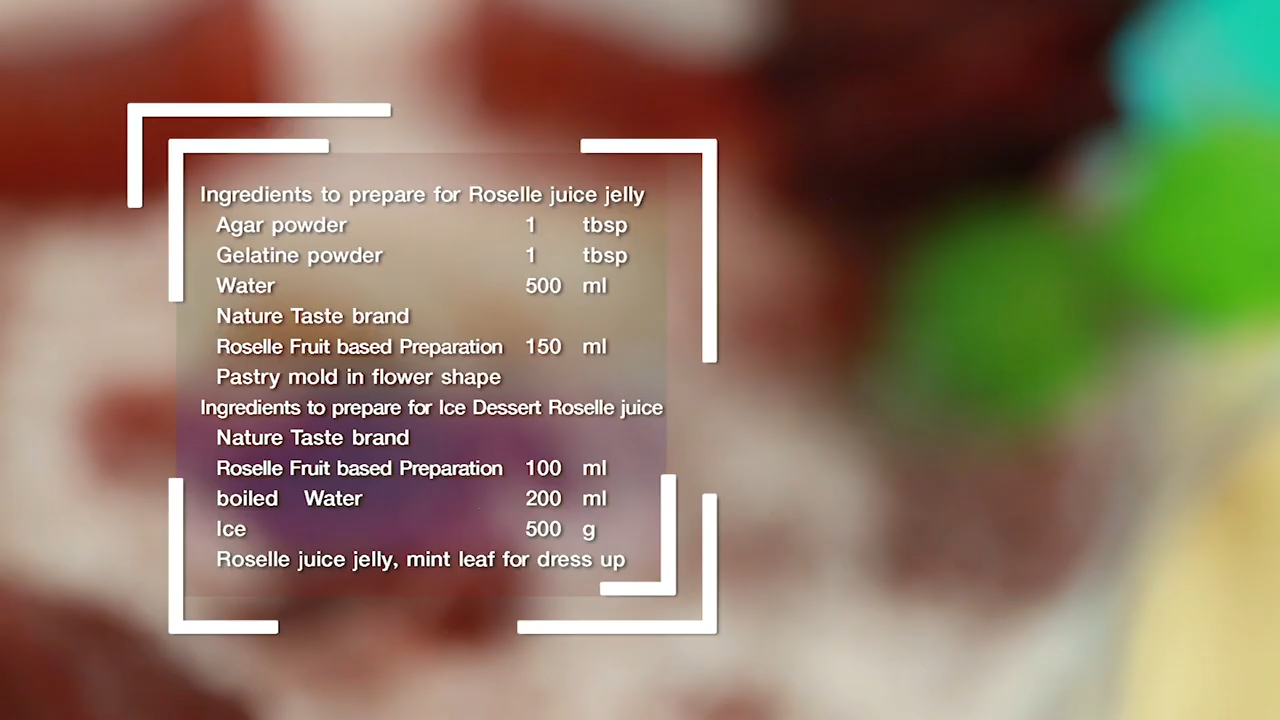 Ingredients to prepare for Roselle juice jelly
Agar powder 1 tbsp
Gelatine powder 1 tbsp
Water 500 ml
Nature Taste brand
Roselle Fruit based Preparation 150 ml
Pastry mold in flower shape
Ingredients to prepare for Ice Dessert Roselle juice
Nature Taste brand
Roselle Fruit based Preparation 100 ml
boiled Water 200 ml
Ice 500 g
Roselle juice jelly, mint leaf for dress up